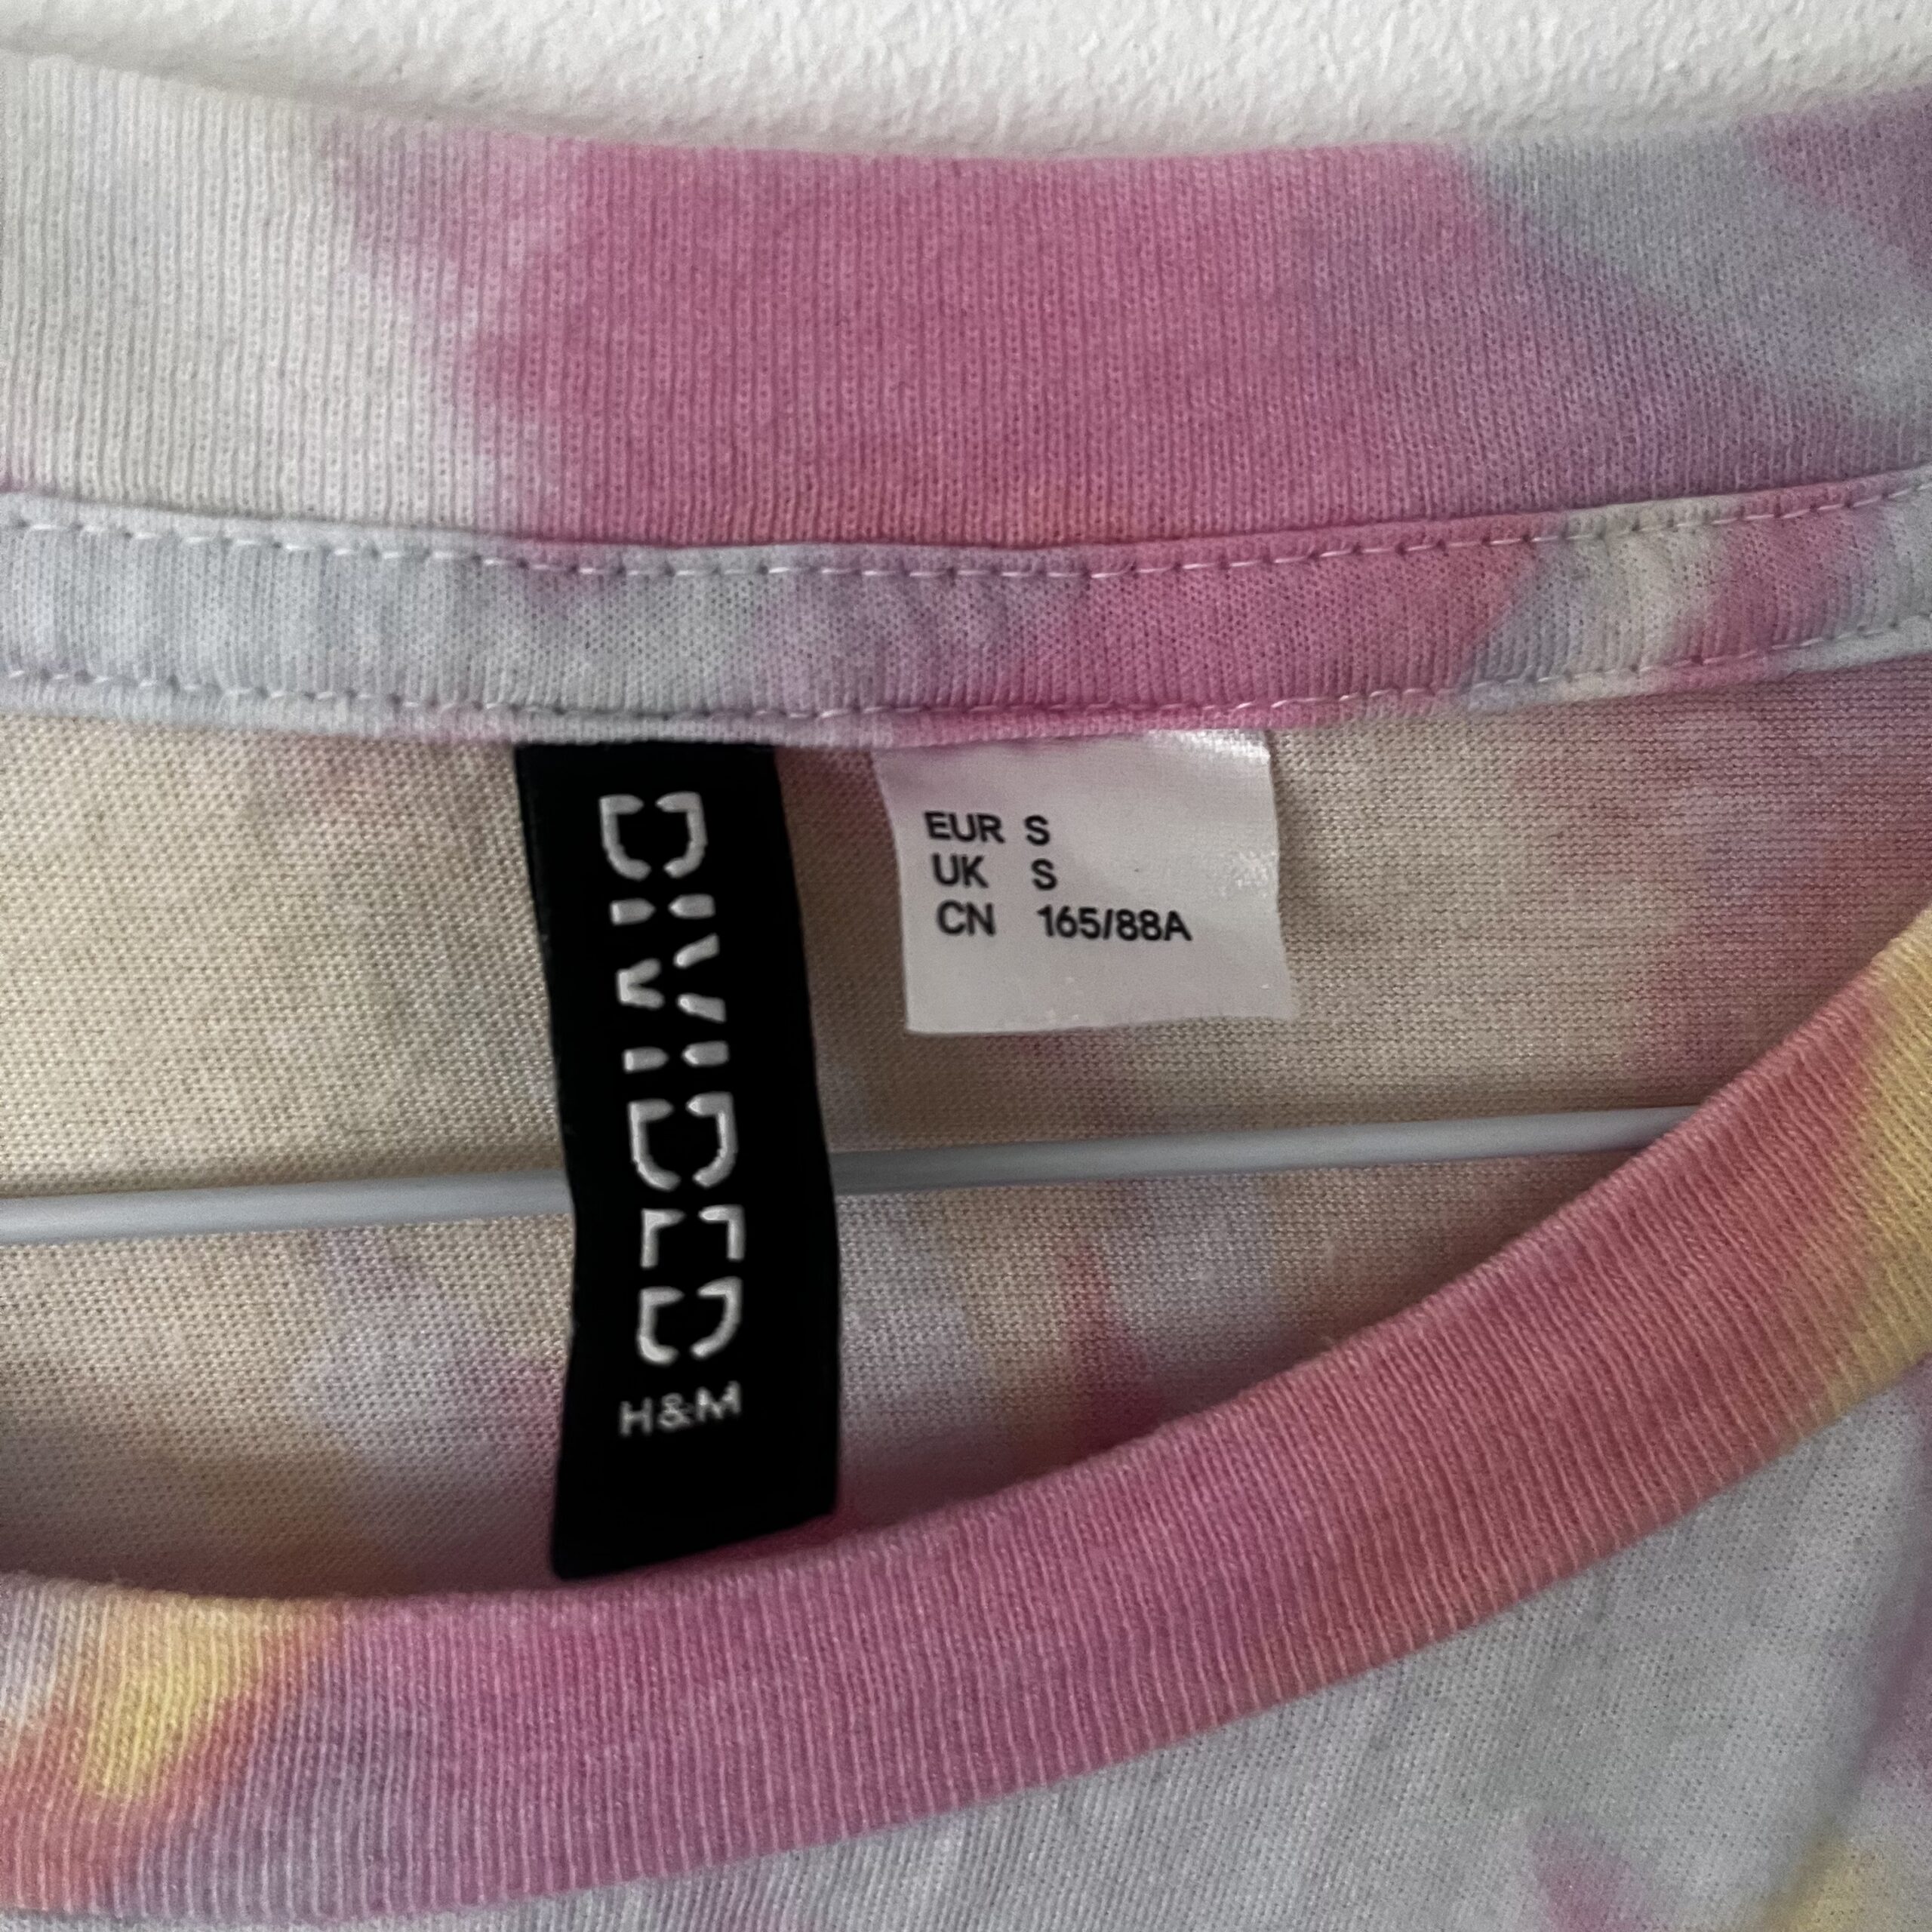 DIVIDED
H&M
EUR S
UK S
CN 165/88A